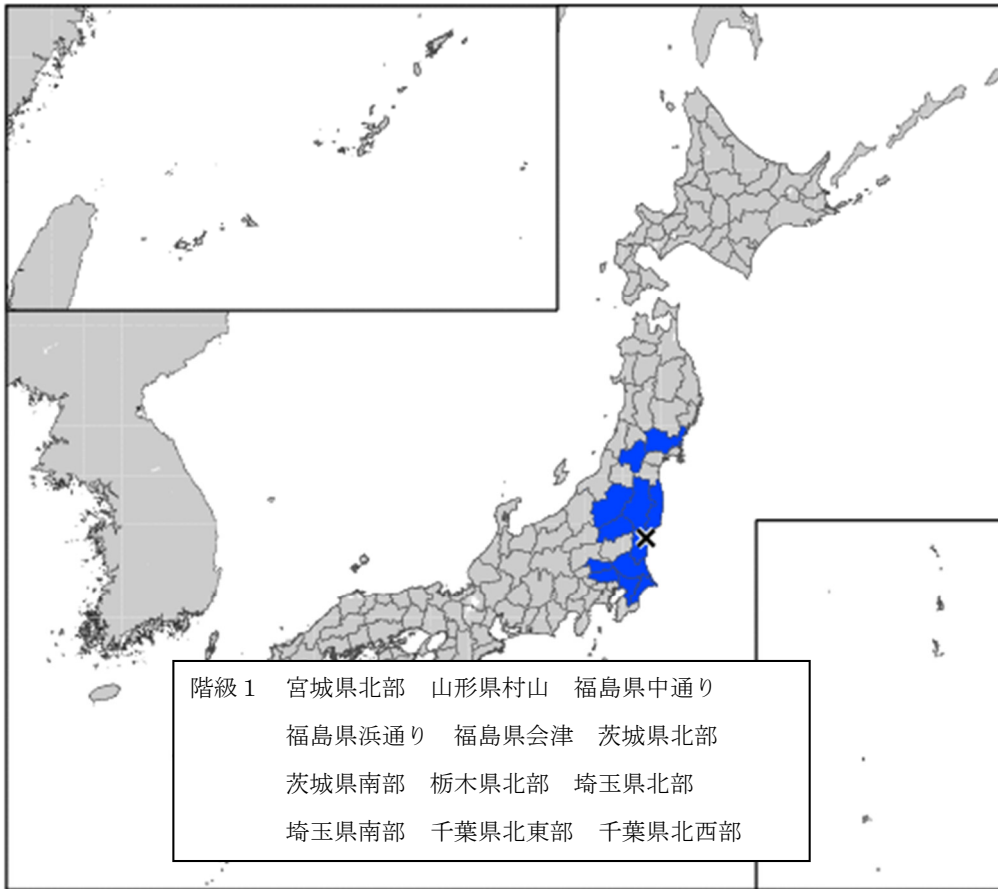 階級１　宮城県北部　山形県村山　福島県中通り
福島県浜通り　福島県会津　茨城県北部
茨城県南部　栃木県北部　埼玉県北部
埼玉県南部　千葉県北東部　千葉県北西部